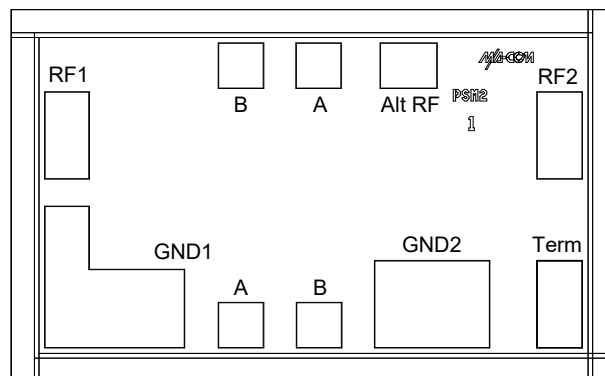 M/A-COM
RF1
RF2
B
A
Alt RF
PSM2
1
GND1
GND2
Term
A
B